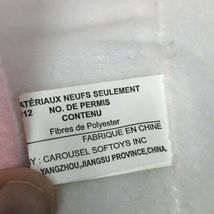 ATÉRIAUX NEUFS SEULEMENT
12 NO. DE PERMIS
CONTENU
Fibres de Polyester
FABRIQUE EN CHINE
Y : CAROUSEL SOFTOYS INC
YANGZHOU,JIANGSU PROVINCE,CHINA.